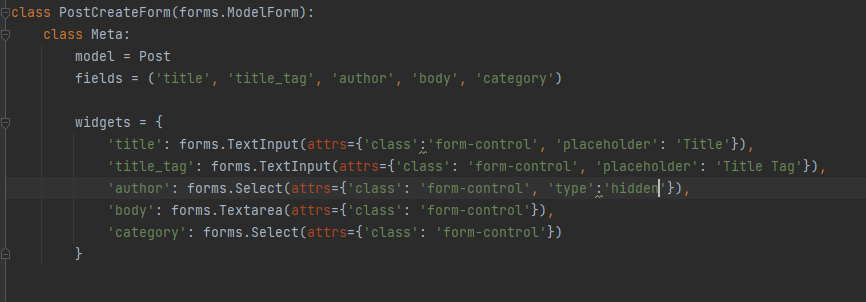 class PostCreateForm(forms.ModelForm):
    class Meta:
        model = Post
        fields = ('title', 'title_tag', 'author', 'body', 'category')

        widgets = {
            'title': forms.TextInput(attrs={'class':'form-control', 'placeholder': 'Title'}),
            'title_tag': forms.TextInput(attrs={'class': 'form-control', 'placeholder': 'Title Tag'}),
            'author': forms.Select(attrs={'class': 'form-control', 'type':'hidden'}),
            'body': forms.Textarea(attrs={'class': 'form-control'}),
            'category': forms.Select(attrs={'class': 'form-control'})
        }